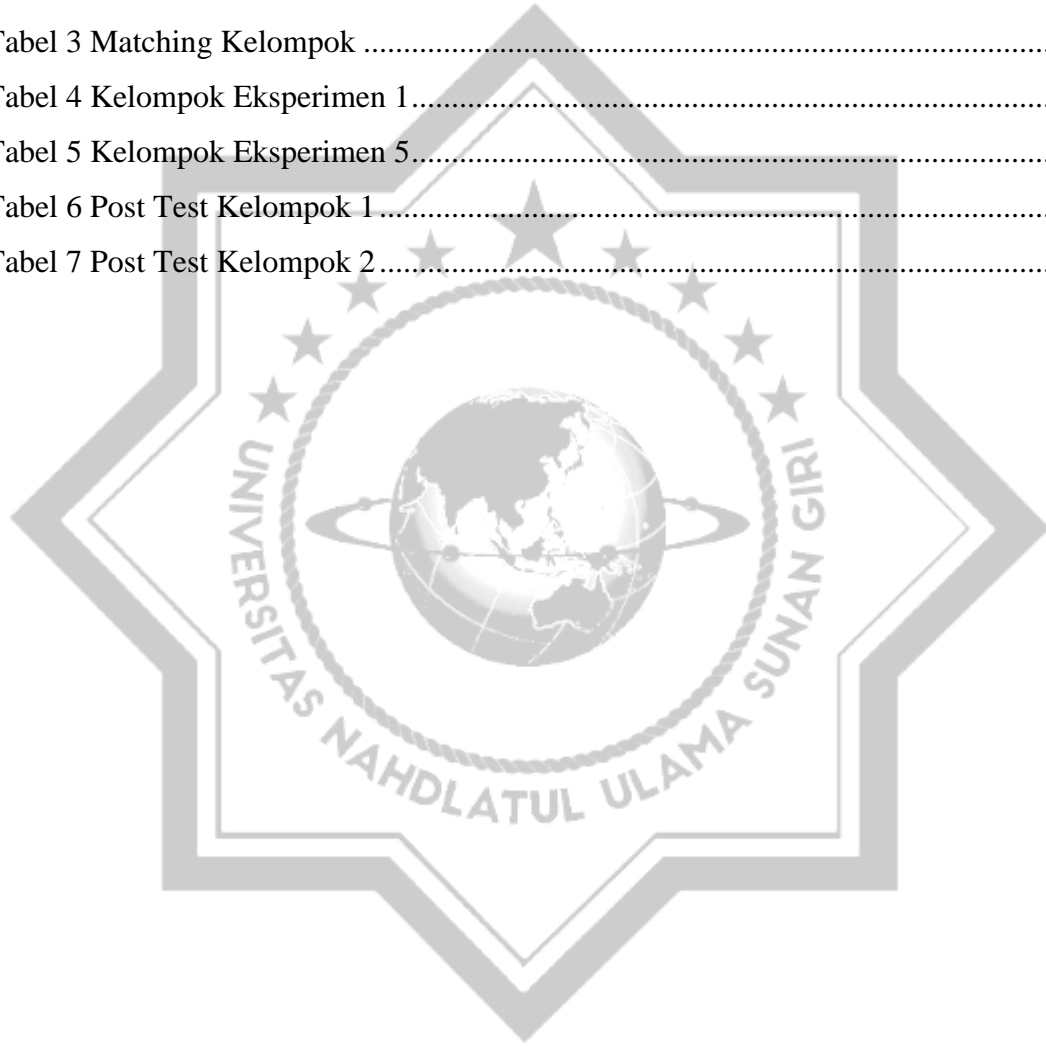 Tabel 3 Matching Kelompok ....................................................................................
Tabel 4 Kelompok Eksperimen 1..............................................................................
Tabel 5 Kelompok Eksperimen 5..............................................................................
Tabel 6 Post Test Kelompok 1..................................................................................
Tabel 7 Post Test Kelompok 2..................................................................................
UNIVERSITAS NAHDLATUL ULAMA SUNAN GIRI